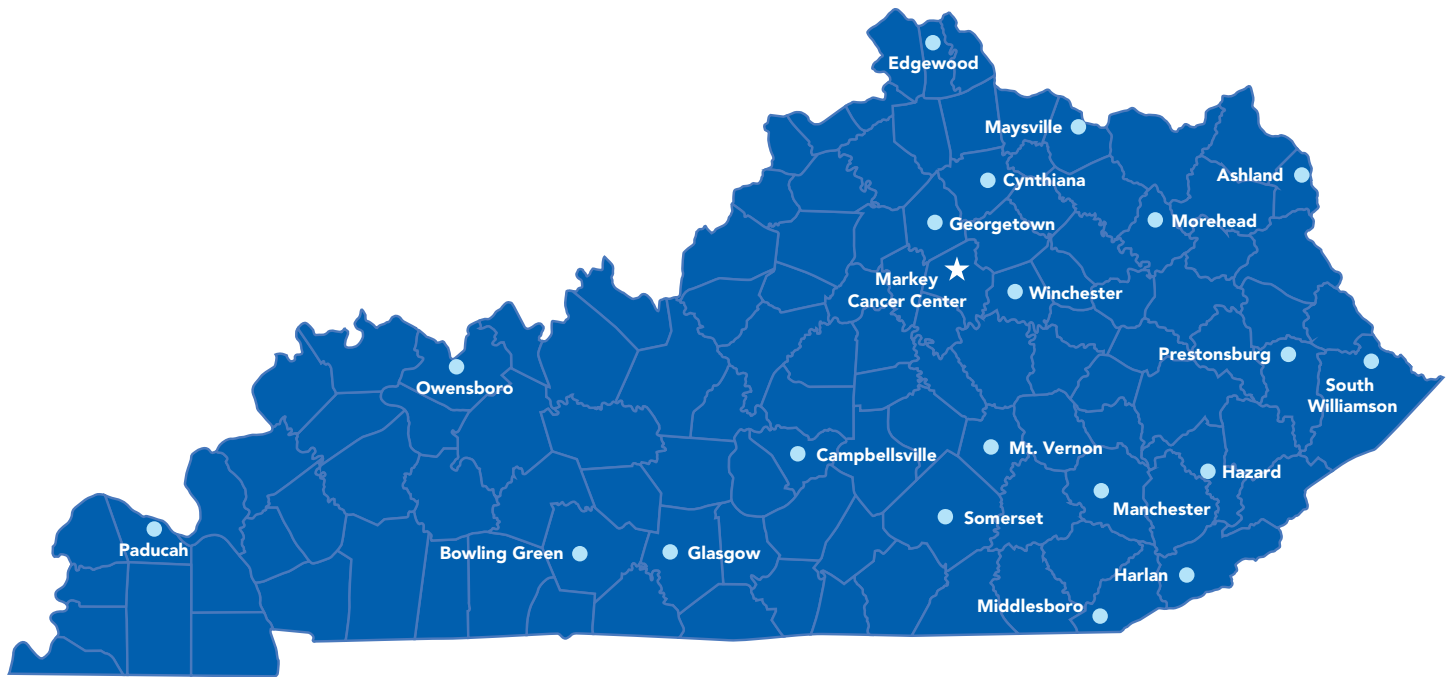 Edgewood
Maysville
Ashland
Cynthiana
Georgetown
Morehead
Markey
Cancer Center
Winchester
Prestonsburg
South
Williamson
Owensboro
Campbellsville
Mt. Vernon
Hazard
Manchester
Somerset
Paducah
Bowling Green
Glasgow
Harlan
Middlesboro